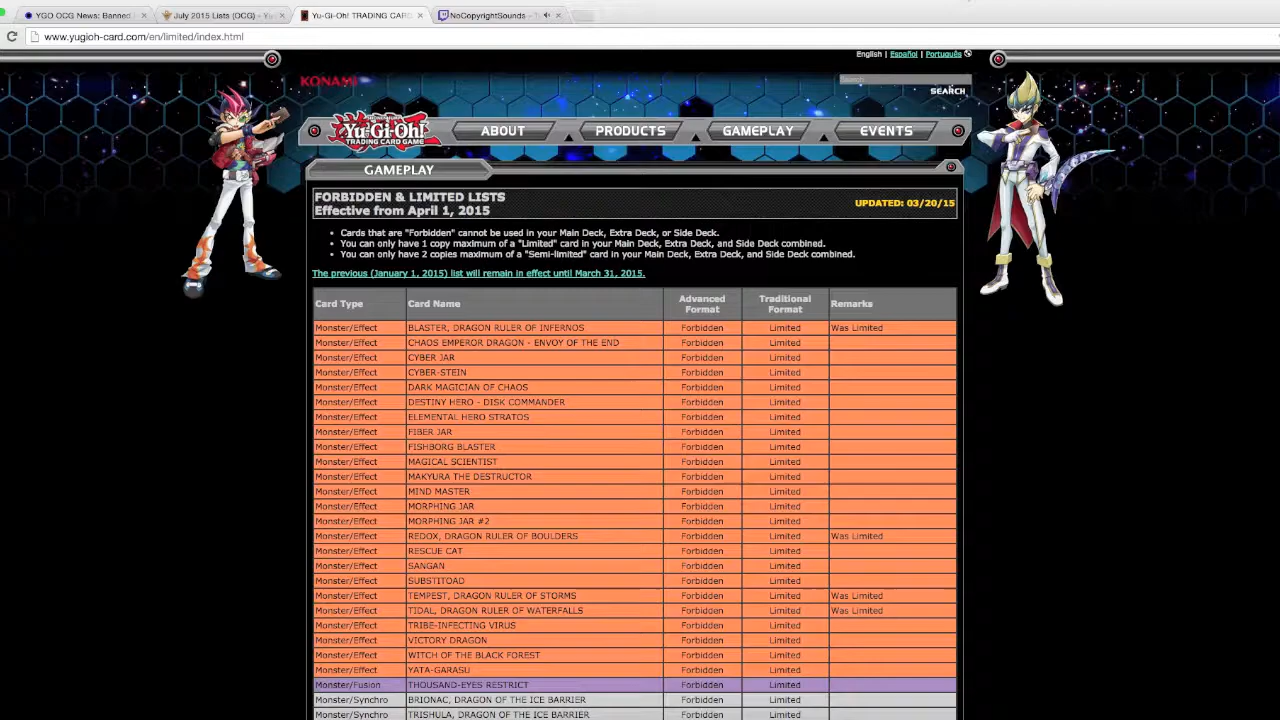 YGO OCG News: Banned
July 2015 Lists (OCG) - Yu
Yu-Gi-Oh! TRADING CAR
NoCopyrightSounds - T
www.yugioh-card.com/en/limited/index.html
English | Español | Português
KONAMI
Search
SEARCH
Yu-Gi-Oh!
TRADING CARD GAME
ABOUT
PRODUCTS
GAMEPLAY
EVENTS
GAMEPLAY
FORBIDDEN & LIMITED LISTS
Effective from April 1, 2015
UPDATED: 03/20/15
• Cards that are "Forbidden" cannot be used in your Main Deck, Extra Deck, or Side Deck.
• You can only have 1 copy maximum of a "Limited" card in your Main Deck, Extra Deck, and Side Deck combined.
• You can only have 2 copies maximum of a "Semi-limited" card in your Main Deck, Extra Deck, and Side Deck combined.
The previous (January 1, 2015) list will remain in effect until March 31, 2015.
Card Type Card Name Advanced Format Traditional Format Remarks
Monster/Effect BLASTER, DRAGON RULER OF INFERNOS Forbidden Limited Was Limited
Monster/Effect CHAOS EMPEROR DRAGON - ENVOY OF THE END Forbidden Limited
Monster/Effect CYBER JAR Forbidden Limited
Monster/Effect CYBER-STEIN Forbidden Limited
Monster/Effect DARK MAGICIAN OF CHAOS Forbidden Limited
Monster/Effect DESTINY HERO - DISK COMMANDER Forbidden Limited
Monster/Effect ELEMENTAL HERO STRATOS Forbidden Limited
Monster/Effect FIBER JAR Forbidden Limited
Monster/Effect FISHBORG BLASTER Forbidden Limited
Monster/Effect MAGICAL SCIENTIST Forbidden Limited
Monster/Effect MAKYURA THE DESTRUCTOR Forbidden Limited
Monster/Effect MIND MASTER Forbidden Limited
Monster/Effect MORPHING JAR Forbidden Limited
Monster/Effect MORPHING JAR #2 Forbidden Limited
Monster/Effect REDOX, DRAGON RULER OF BOULDERS Forbidden Limited Was Limited
Monster/Effect RESCUE CAT Forbidden Limited
Monster/Effect SANGAN Forbidden Limited
Monster/Effect SUBSTITOAD Forbidden Limited
Monster/Effect TEMPEST, DRAGON RULER OF STORMS Forbidden Limited Was Limited
Monster/Effect TIDAL, DRAGON RULER OF WATERFALLS Forbidden Limited Was Limited
Monster/Effect TRIBE-INFECTING VIRUS Forbidden Limited
Monster/Effect VICTORY DRAGON Forbidden Limited
Monster/Effect WITCH OF THE BLACK FOREST Forbidden Limited
Monster/Effect YATA-GARASU Forbidden Limited
Monster/Fusion THOUSAND-EYES RESTRICT Forbidden Limited
Monster/Synchro BRIONAC, DRAGON OF THE ICE BARRIER Forbidden Limited
Monster/Synchro TRISHULA, DRAGON OF THE ICE BARRIER Forbidden Limited